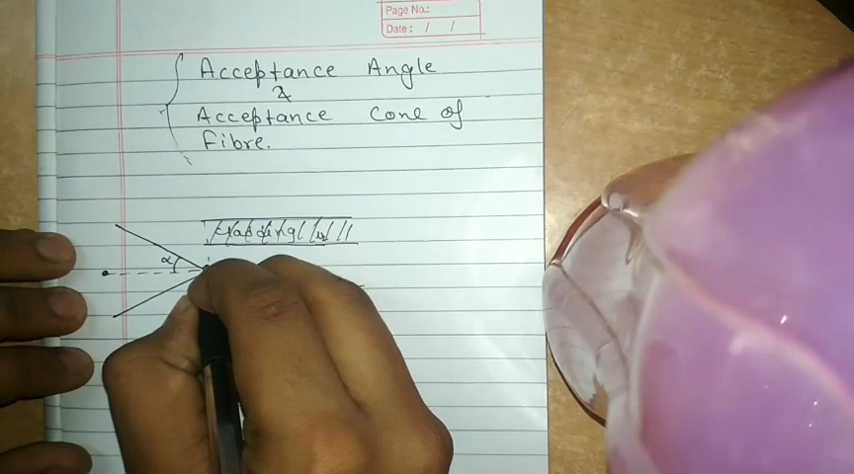 Page No.:
Date: / /
Acceptance Angle
&
Acceptance Cone of
Fibre.
α